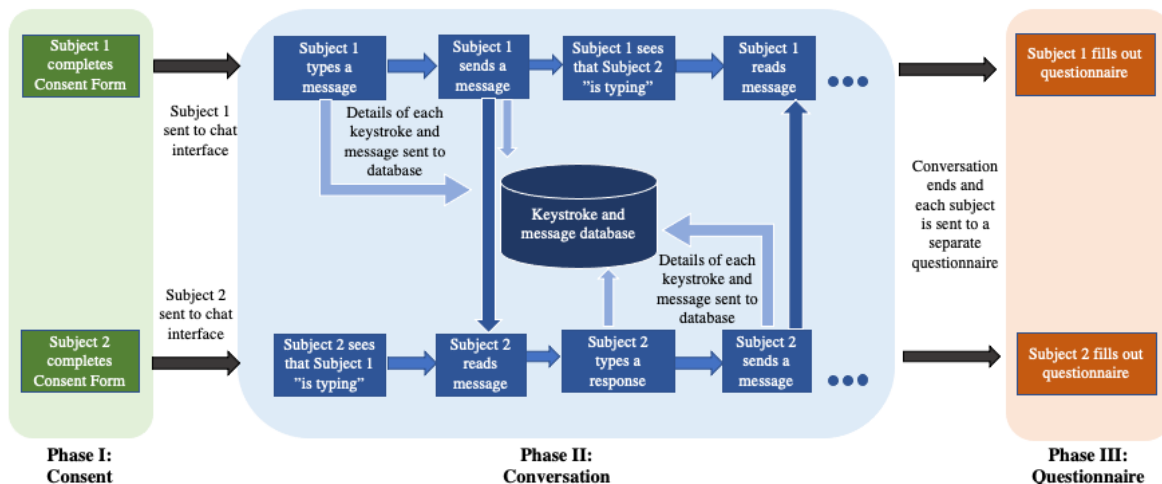 Subject 1
completes
Consent Form
Subject 1
sent to chat
interface
Subject 1
types a
message
Subject 1
sends a
message
Subject 1 sees
that Subject 2
”is typing”
Subject 1
reads
message
Details of each
keystroke and
message sent to
database
Keystroke and
message database
Details of each
keystroke and
message sent to
database
Subject 2
sent to chat
interface
Subject 2
completes
Consent Form
Subject 2 sees
that Subject 1
”is typing”
Subject 2
reads
message
Subject 2
types a
response
Subject 2
sends a
message
Conversation
ends and
each subject
is sent to a
separate
questionnaire
Subject 1 fills out
questionnaire
Subject 2 fills out
questionnaire
Phase I:
Consent
Phase II:
Conversation
Phase III:
Questionnaire